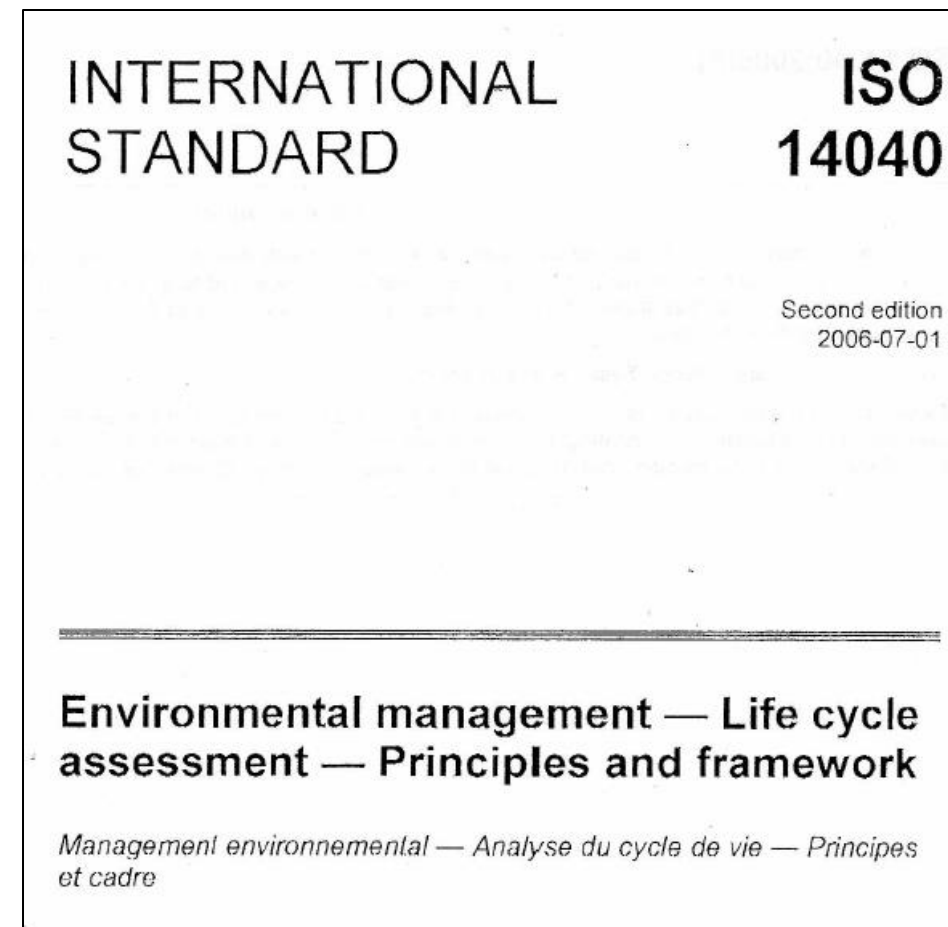 INTERNATIONAL
STANDARD
ISO
14040
Second edition
2006-07-01
Environmental management — Life cycle
assessment — Principles and framework
Management environnemental — Analyse du cycle de vie — Principes
et cadre